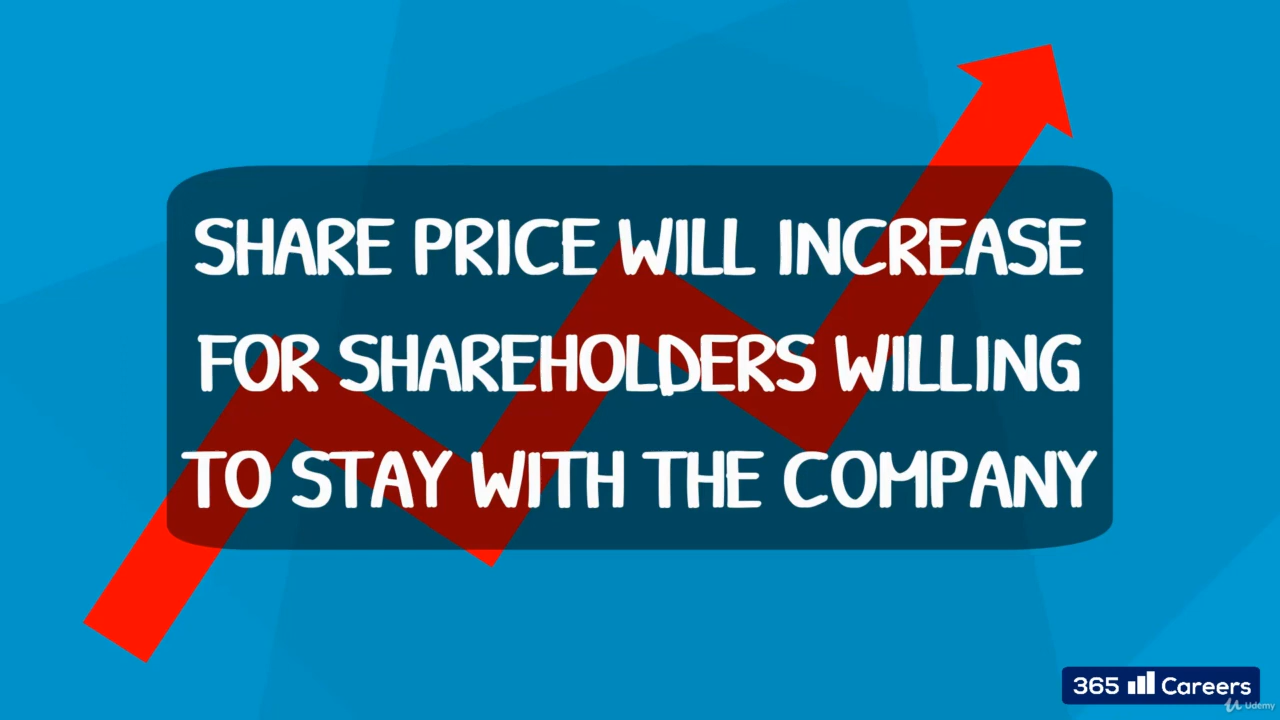 SHARE PRICE WILL INCREASE
FOR SHAREHOLDERS WILLING
TO STAY WITH THE COMPANY
365 Careers
Udemy